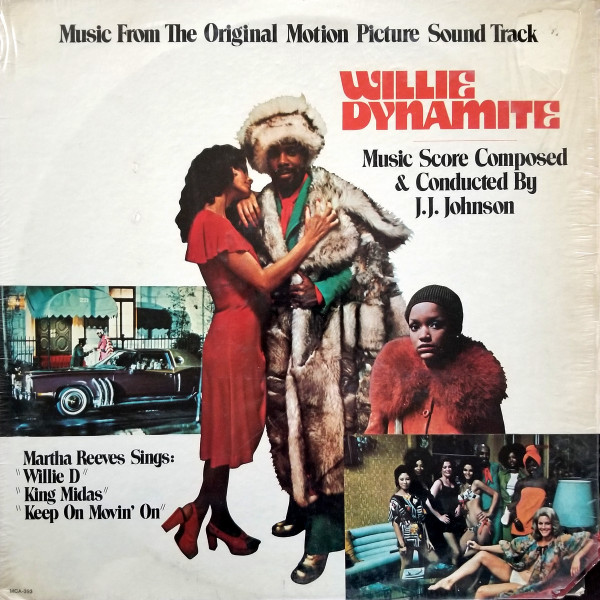 Music From The Original Motion Picture Sound Track
WILLIE
DYNAMITE
Music Score Composed
& Conducted By
J.J. Johnson
Martha Reeves Sings:
"Willie D"
"King Midas"
"Keep On Movin' On"